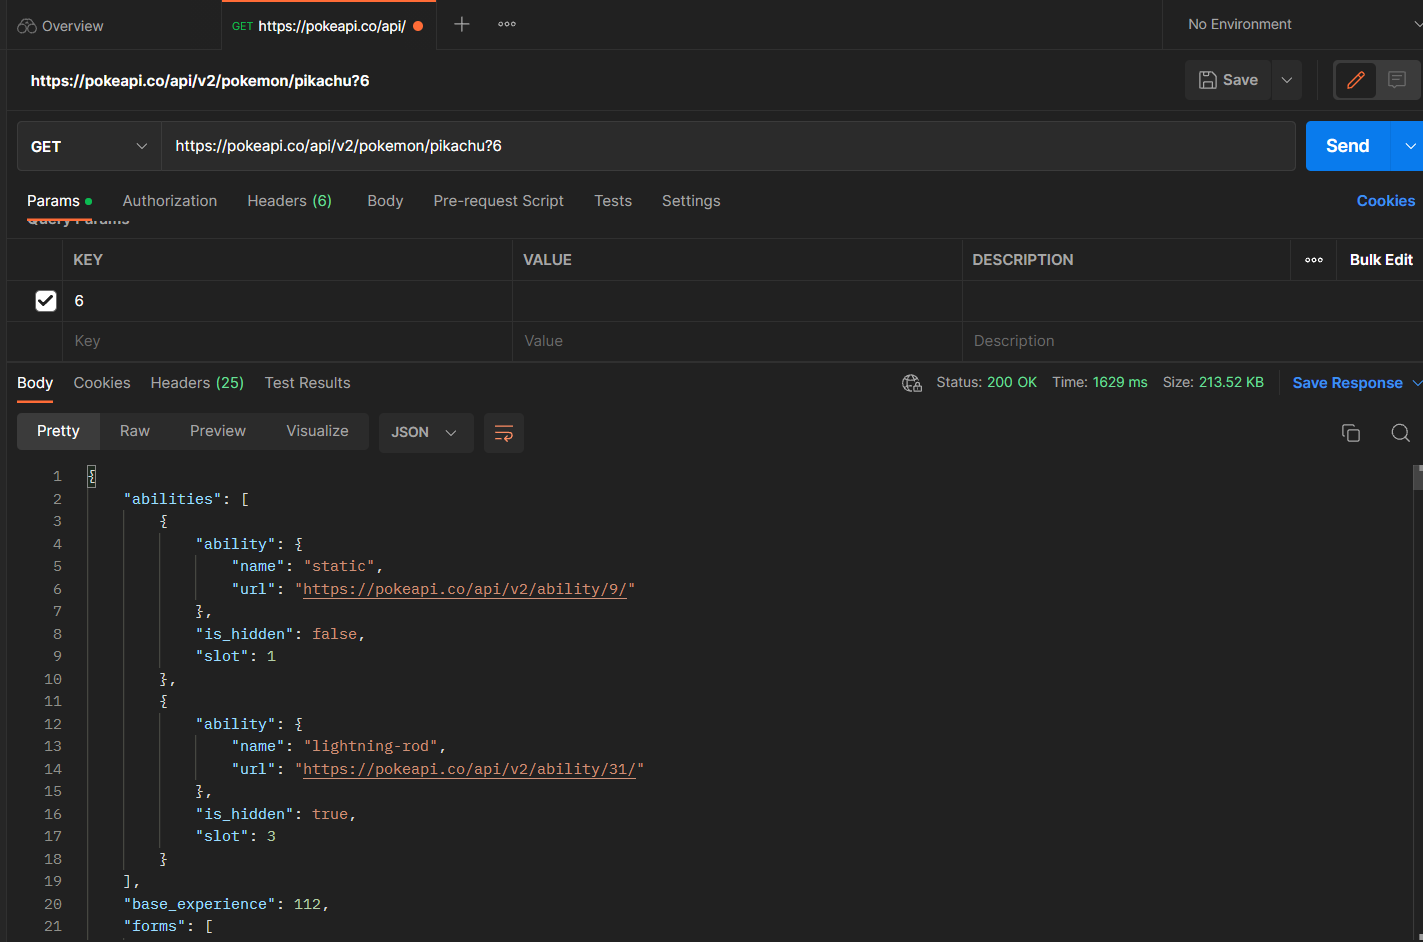 Overview
GET https://pokeapi.co/api/
No Environment
https://pokeapi.co/api/v2/pokemon/pikachu?6
Save
GET https://pokeapi.co/api/v2/pokemon/pikachu?6 Send
Params Authorization Headers (6) Body Pre-request Script Tests Settings Cookies
Query Params
KEY VALUE DESCRIPTION Bulk Edit
6
Key Value Description
Body Cookies Headers (25) Test Results Status: 200 OK Time: 1629 ms Size: 213.52 KB Save Response
Pretty Raw Preview Visualize JSON
1 {
2 "abilities": [
3 {
4 "ability": {
5 "name": "static",
6 "url": "https://pokeapi.co/api/v2/ability/9/"
7 },
8 "is_hidden": false,
9 "slot": 1
10 },
11 {
12 "ability": {
13 "name": "lightning-rod",
14 "url": "https://pokeapi.co/api/v2/ability/31/"
15 },
16 "is_hidden": true,
17 "slot": 3
18 }
19 ],
20 "base_experience": 112,
21 "forms": [